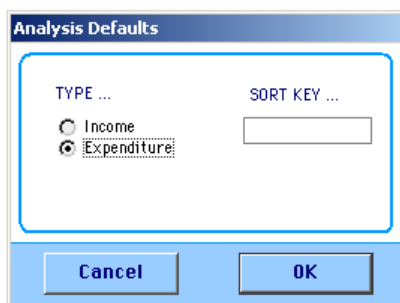 Analysis Defaults
TYPE ... SORT KEY ...
Income
Expenditure
Cancel OK